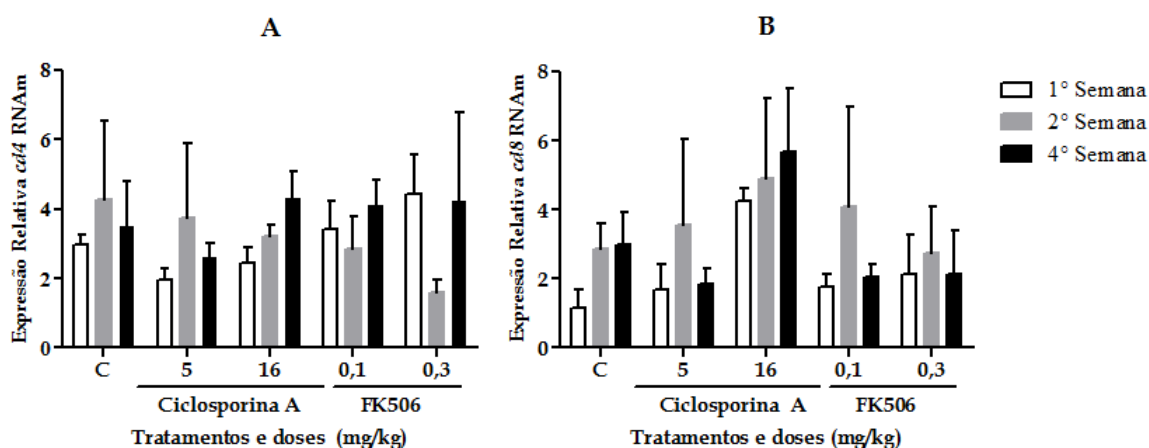 A
Expressão Relativa cd4 RNAm
8
6
4
2
0
C 5 16 0,1 0,3
Ciclosporina A FK506
Tratamentos e doses (mg/kg)
B
Expressão Relativa cd8 RNAm
8
6
4
2
0
C 5 16 0,1 0,3
Ciclosporina A FK506
Tratamentos e doses (mg/kg)
1° Semana
2° Semana
4° Semana